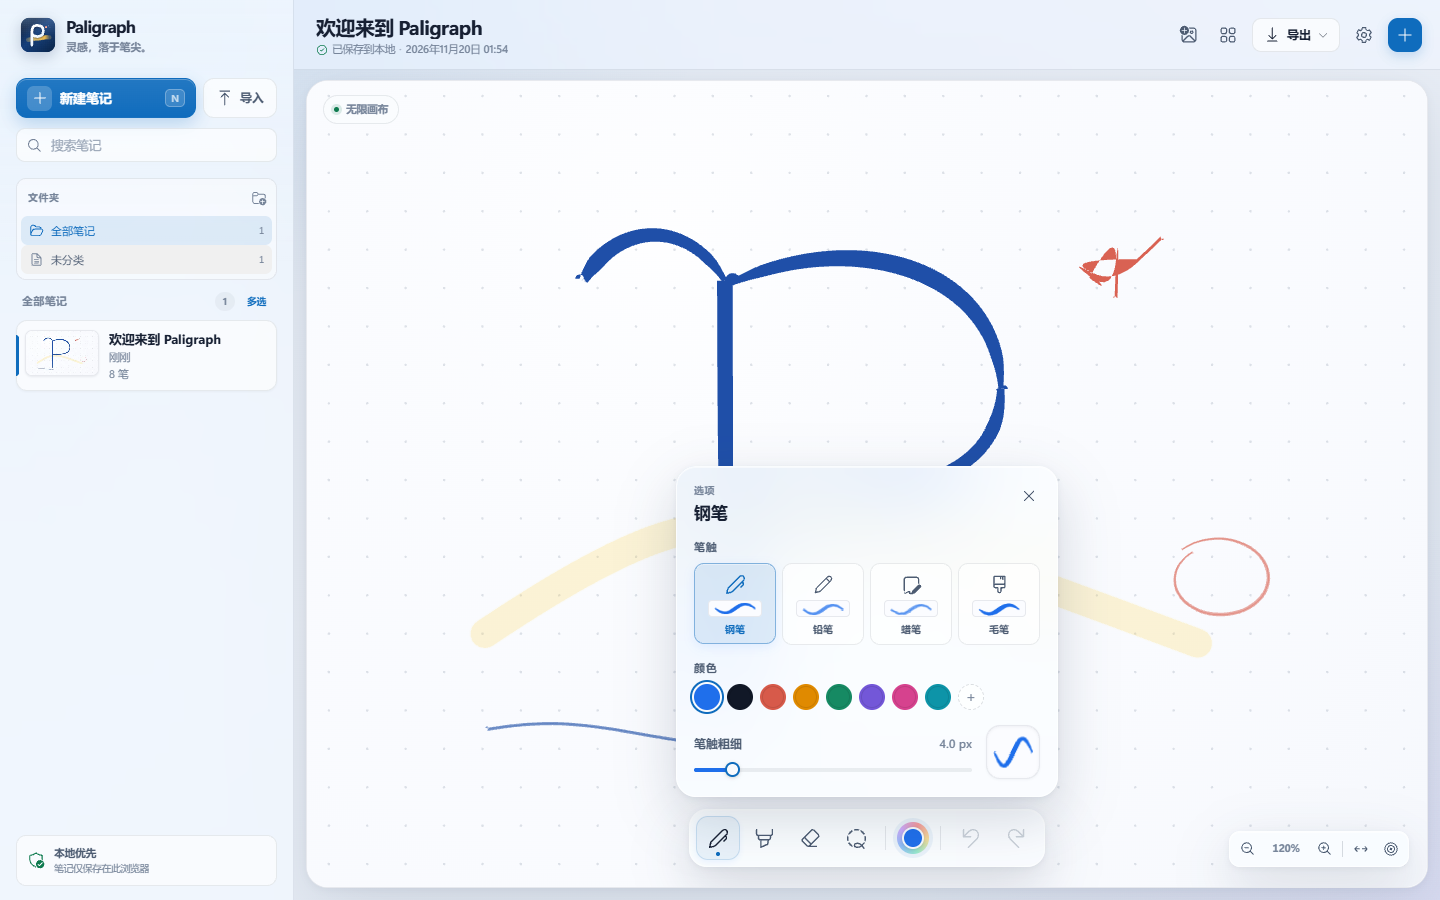 Paligraph
灵感，落于笔尖。
新建笔记 N
导入
搜索笔记
文件夹
全部笔记 1
未分类 1
全部笔记 1 多选
欢迎来到 Paligraph
刚刚
8 笔
本地优先
笔记仅保存在此浏览器
欢迎来到 Paligraph
已保存到本地 · 2026年11月20日 01:54
导出
无限画布
选项
钢笔
笔触
钢笔 铅笔 蜡笔 毛笔
颜色
+
笔触粗细 4.0 px
120%